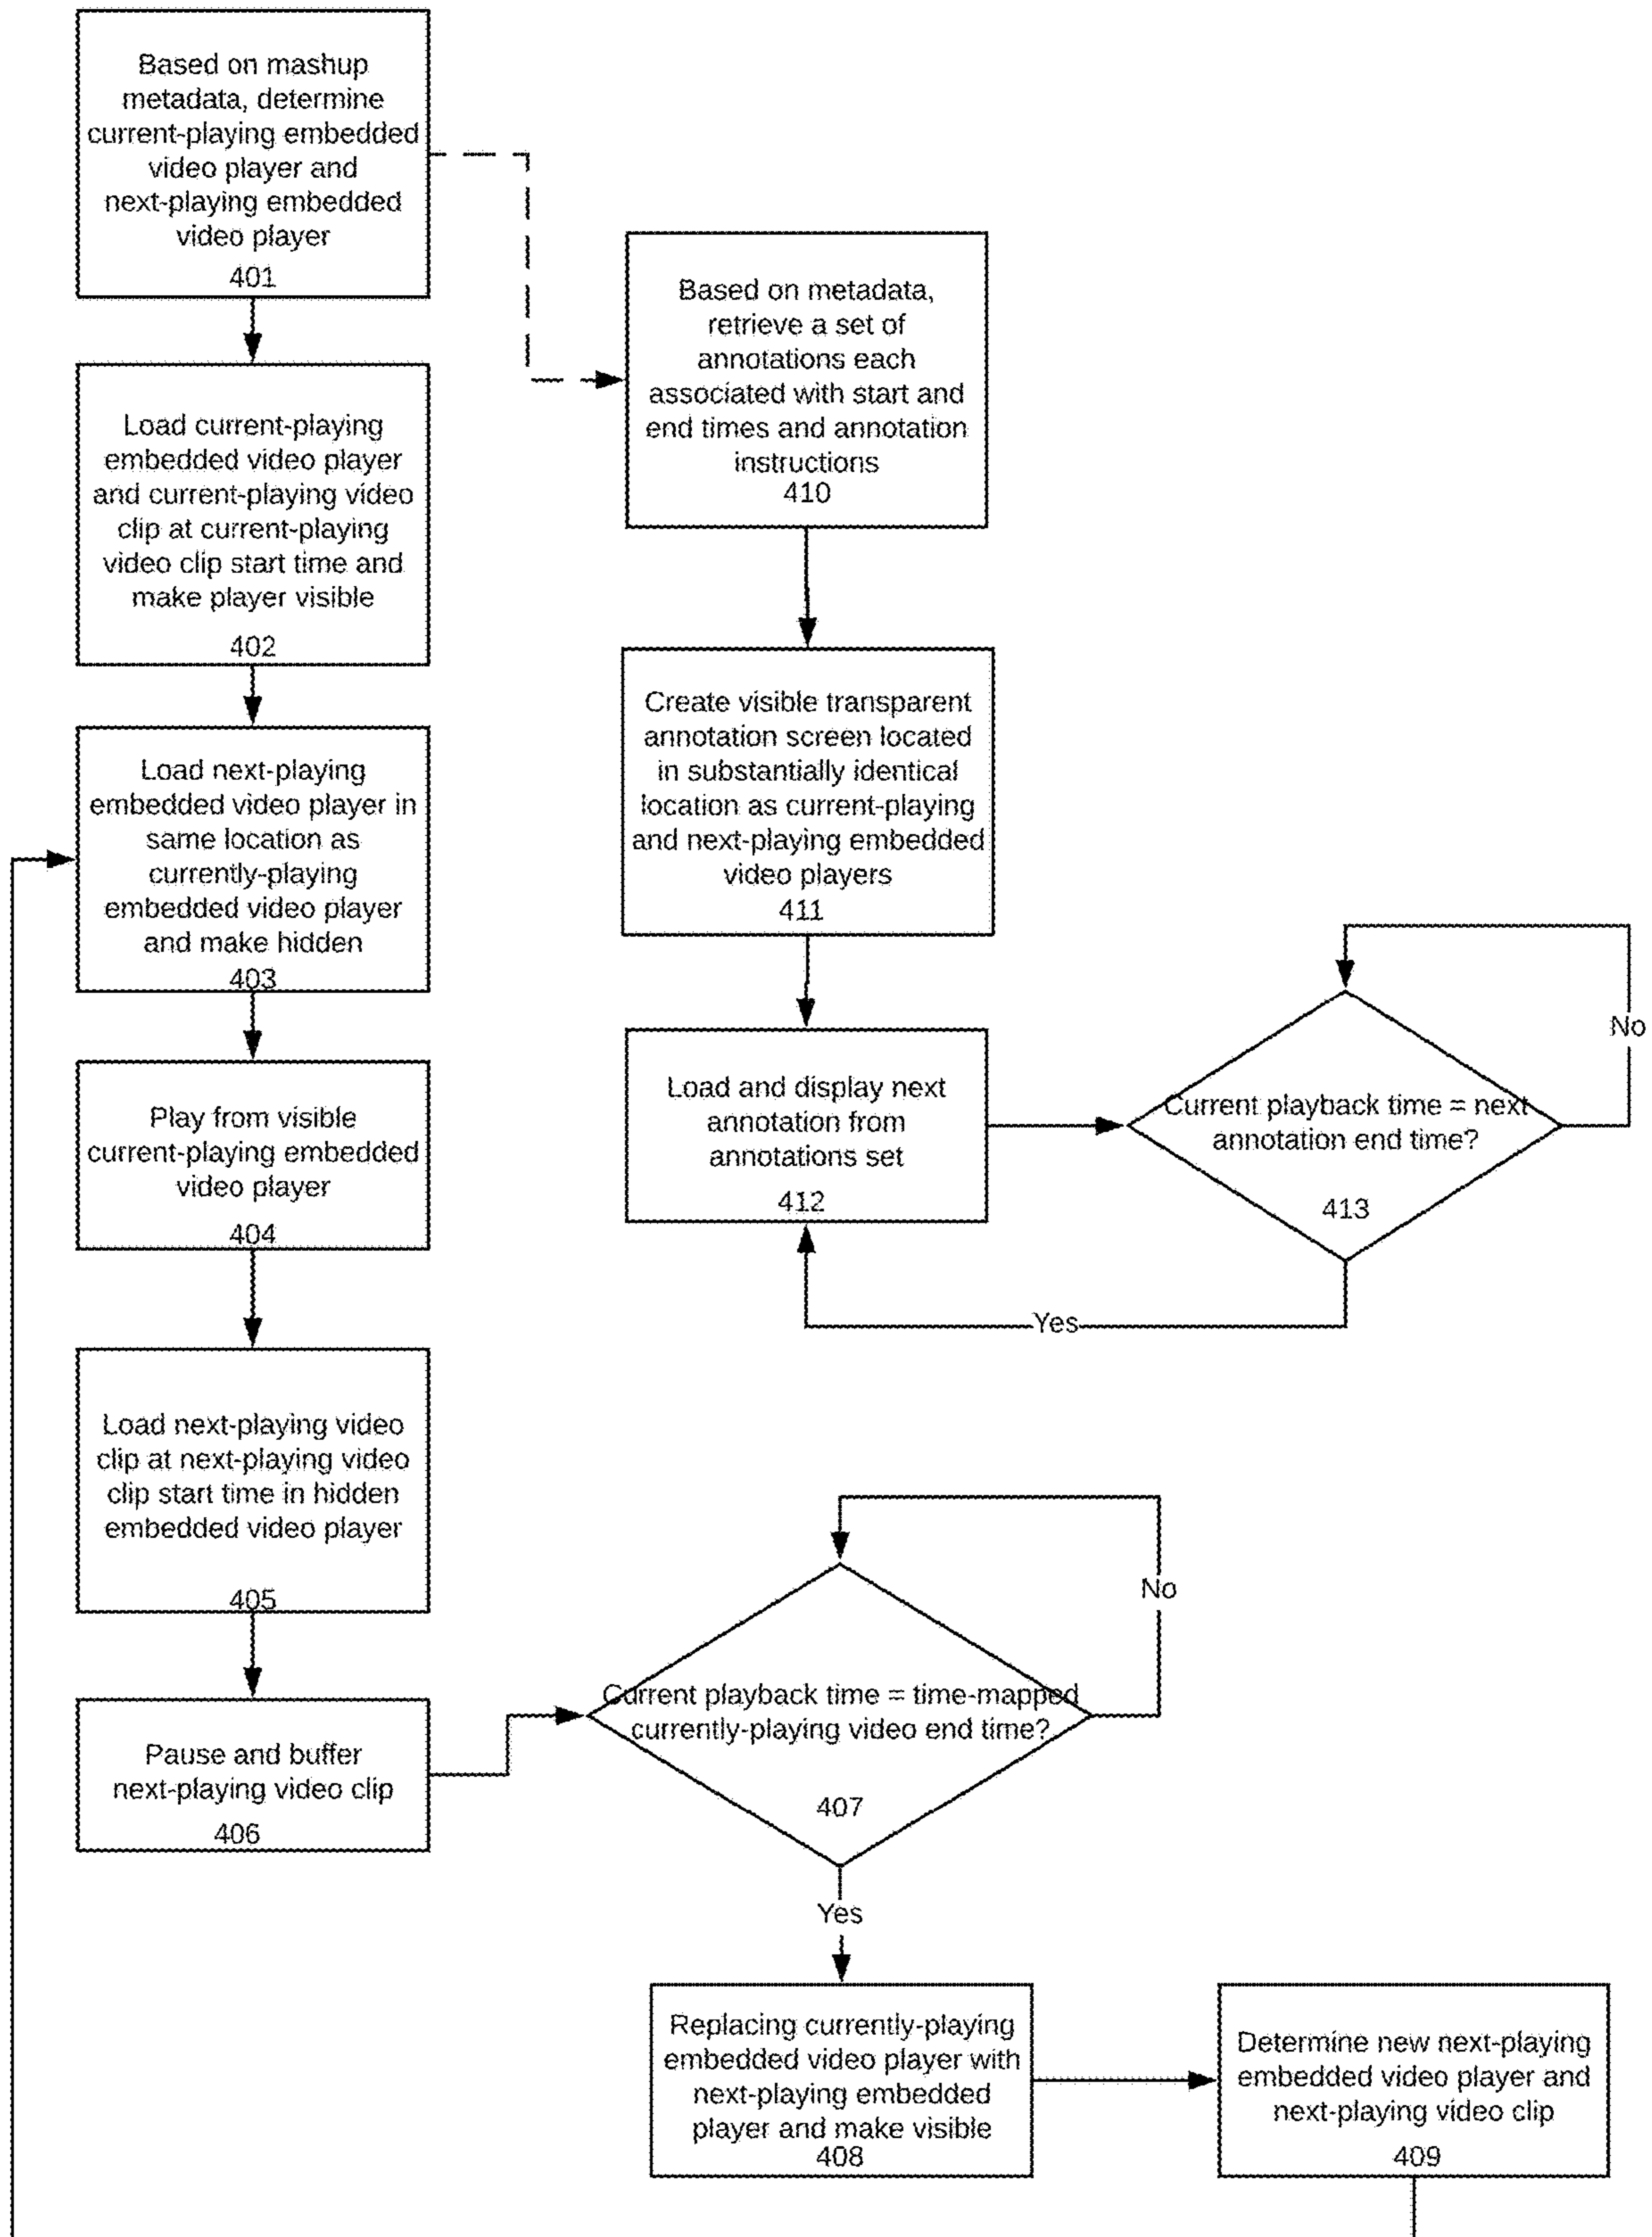 Based on mashup
metadata, determine
current-playing embedded
video player and
next-playing embedded
video player
401
Load current-playing
embedded video player
and current-playing video
clip at current-playing
video clip start time and
make player visible
402
Load next-playing
embedded video player in
same location as
currently-playing
embedded video player
and make hidden
403
Play from visible
current-playing embedded
video player
404
Load next-playing video
clip at next-playing video
clip start time in hidden
embedded video player
405
Pause and buffer
next-playing video clip
406
Based on metadata,
retrieve a set of
annotations each
associated with start and
end times and annotation
instructions
410
Create visible transparent
annotation screen located
in substantially identical
location as current-playing
and next-playing embedded
video players
411
Load and display next
annotation from
annotations set
412
Current playback time = next
annotation end time?
413
No
Yes
Current playback time = time-mapped
currently-playing video end time?
407
No
Yes
Replacing currently-playing
embedded video player with
next-playing embedded
player and make visible
408
Determine new next-playing
embedded video player and
next-playing video clip
409